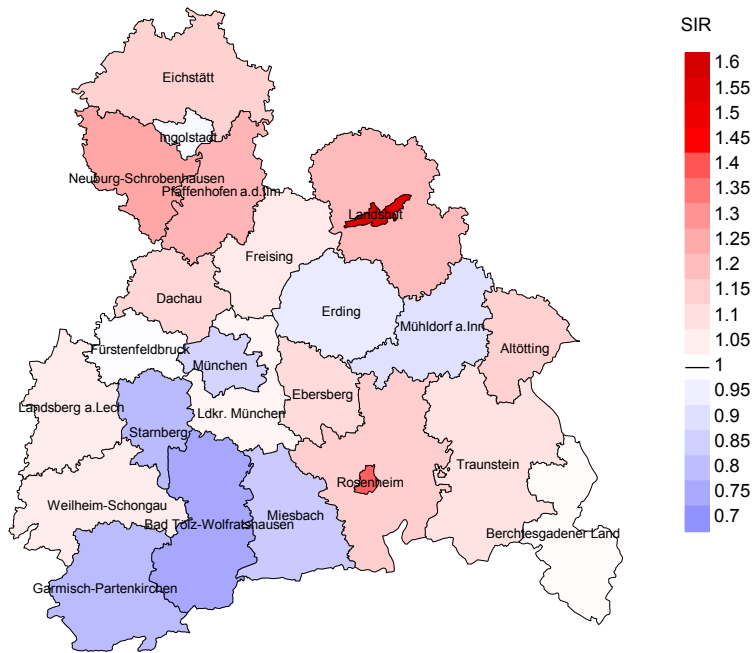 SIR
1.6
1.55
1.5
1.45
1.4
1.35
1.3
1.25
1.2
1.15
1.1
1.05
1
0.95
0.9
0.85
0.8
0.75
0.7
Eichstätt
Ingolstadt
Neuburg-Schrobenhausen
Pfaffenhofen a.d.Ilm
Landshut
Freising
Dachau
Erding
Mühldorf a.Inn
Altötting
Fürstenfeldbruck
München
Ebersberg
Landsberg a.Lech
Ldkr. München
Starnberg
Traunstein
Rosenheim
Weilheim-Schongau
Miesbach
Bad Tölz-Wolfratshausen
Berchtesgadener Land
Garmisch-Partenkirchen